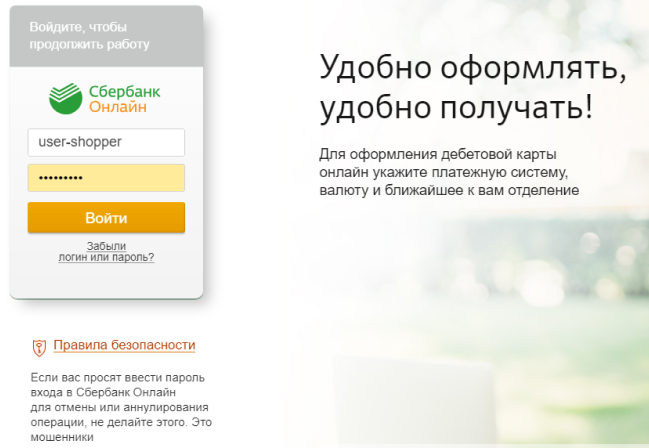 Войдите, чтобы
продолжить работу
Сбербанк
Онлайн
user-shopper
•••••••••
Войти
Забыли
логин или пароль?
Правила безопасности
Если вас просят ввести пароль
входа в Сбербанк Онлайн
для отмены или аннулирования
операции, не делайте этого. Это
мошенники
Удобно оформлять,
удобно получать!
Для оформления дебетовой карты
онлайн укажите платежную систему,
валюту и ближайшее к вам отделение